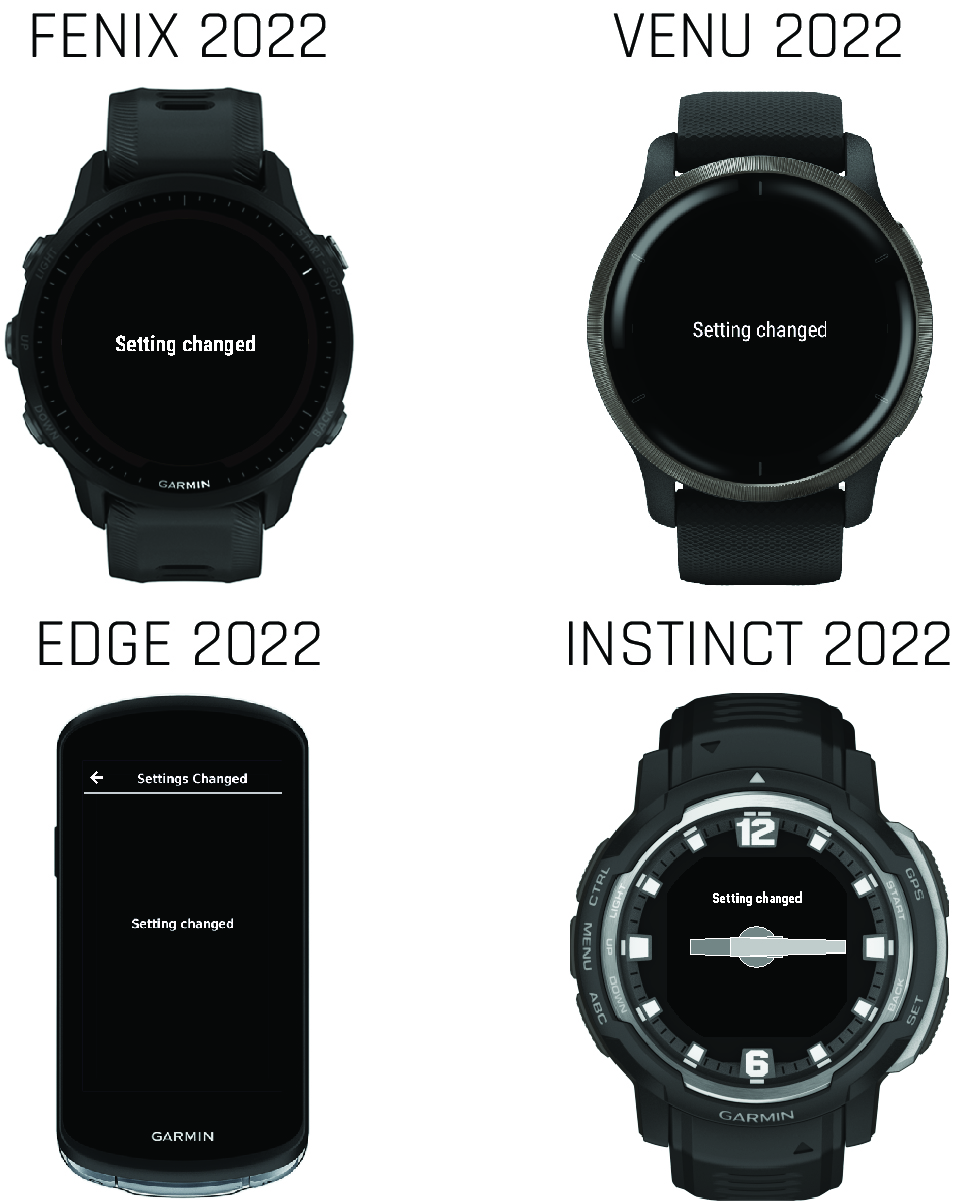 FENIX 2022
VENU 2022
LIGHT
START·STOP
UP
Setting changed
DOWN
BACK
GARMIN
Setting changed
EDGE 2022
INSTINCT 2022
← Settings Changed
Setting changed
GARMIN
12
CTRL
LIGHT
START
GPS
Setting changed
MENU
UP
ABC
DOWN
BACK
SET
6
GARMIN